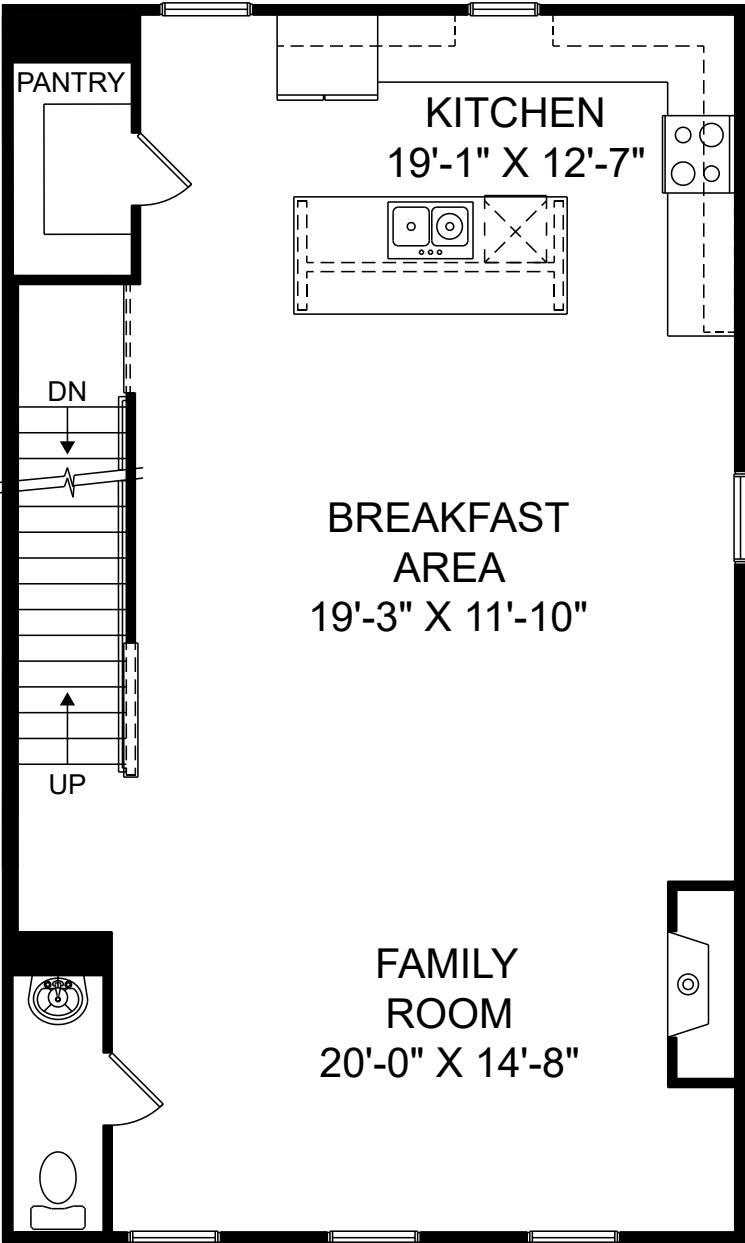 PANTRY
KITCHEN
19'-1" X 12'-7"
DN
BREAKFAST
AREA
19'-3" X 11'-10"
UP
FAMILY
ROOM
20'-0" X 14'-8"